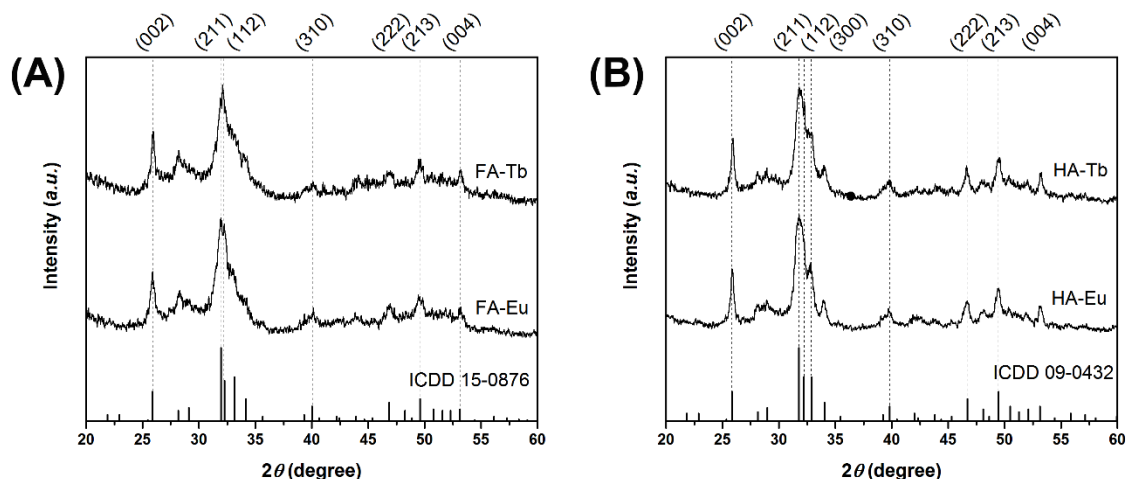 (A)
(002) (211) (112) (310) (222) (213) (004)
Intensity (a.u.)
FA-Tb
FA-Eu
ICDD 15-0876
20 25 30 35 40 45 50 55 60
2θ (degree)
(B)
(002) (211) (112) (300) (310) (222) (213) (004)
Intensity (a.u.)
HA-Tb
HA-Eu
ICDD 09-0432
20 25 30 35 40 45 50 55 60
2θ (degree)